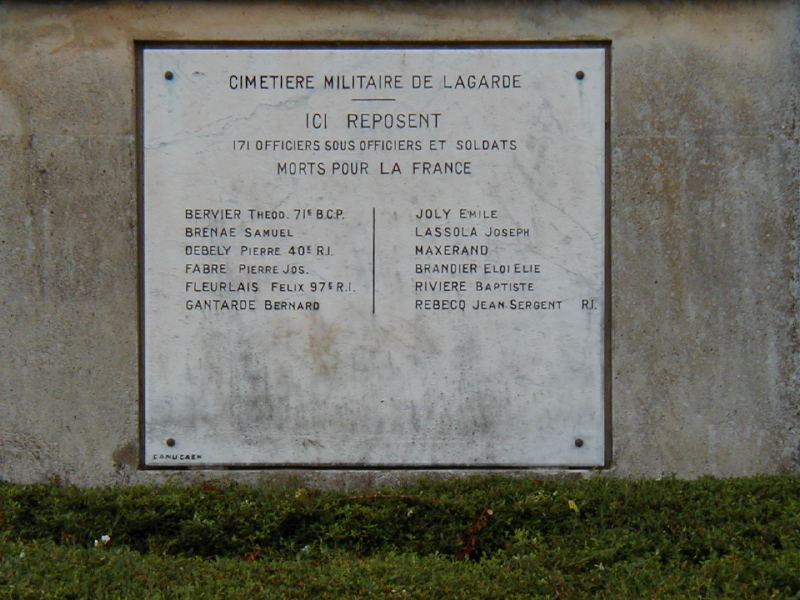 CIMETIERE MILITAIRE DE LAGARDE
ICI REPOSENT
171 OFFICIERS SOUS OFFICIERS ET SOLDATS
MORTS POUR LA FRANCE
BERVIER THEOD. 71E B.C.P.
BRENAE SAMUEL
DEBELY PIERRE 40E R.I.
FABRE PIERRE JOS.
FLEURLAIS FELIX 97E R.I.
GANTARDE BERNARD
JOLY EMILE
LASSOLA JOSEPH
MAXERAND
BRANDIER ELOI ELIE
RIVIERE BAPTISTE
REBECQ JEAN SERGENT R.I.
CANU CAEN